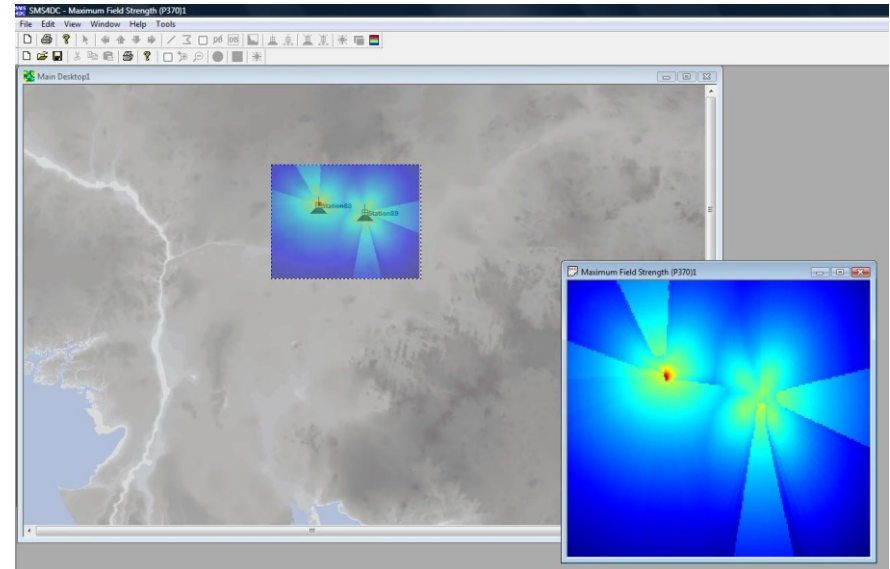 SMS4DC - Maximum Field Strength (P370)1
File Edit View Window Help Tools
Main Desktop1
Station89
Maximum Field Strength (P370)1